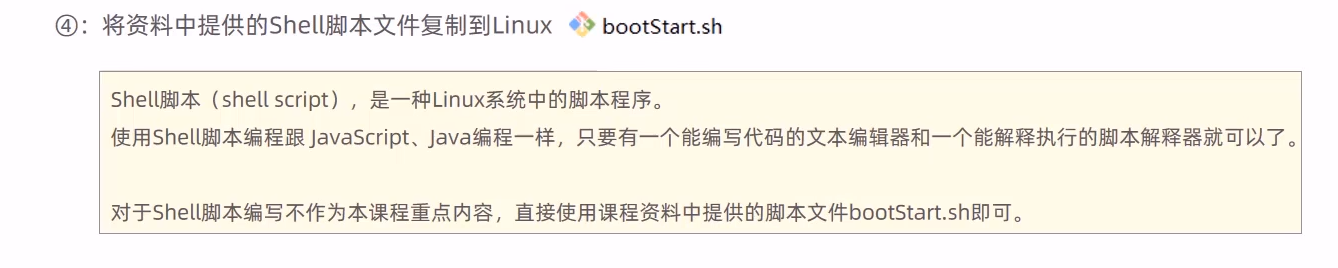 ④：将资料中提供的Shell脚本文件复制到Linux bootStart.sh
Shell脚本（shell script），是一种Linux系统中的脚本程序。
使用Shell脚本编程跟 JavaScript、Java编程一样，只要有一个能编写代码的文本编辑器和一个能解释执行的脚本解释器就可以了。
对于Shell脚本编写不作为本课程重点内容，直接使用课程资料中提供的脚本文件bootStart.sh即可。